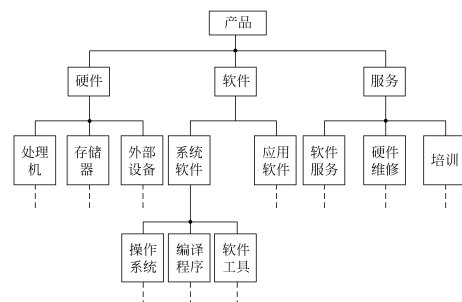 产品
硬件
软件
服务
处理
机
存储
器
外部
设备
系统
软件
应用
软件
软件
服务
硬件
维修
培训
操作
系统
编译
程序
软件
工具